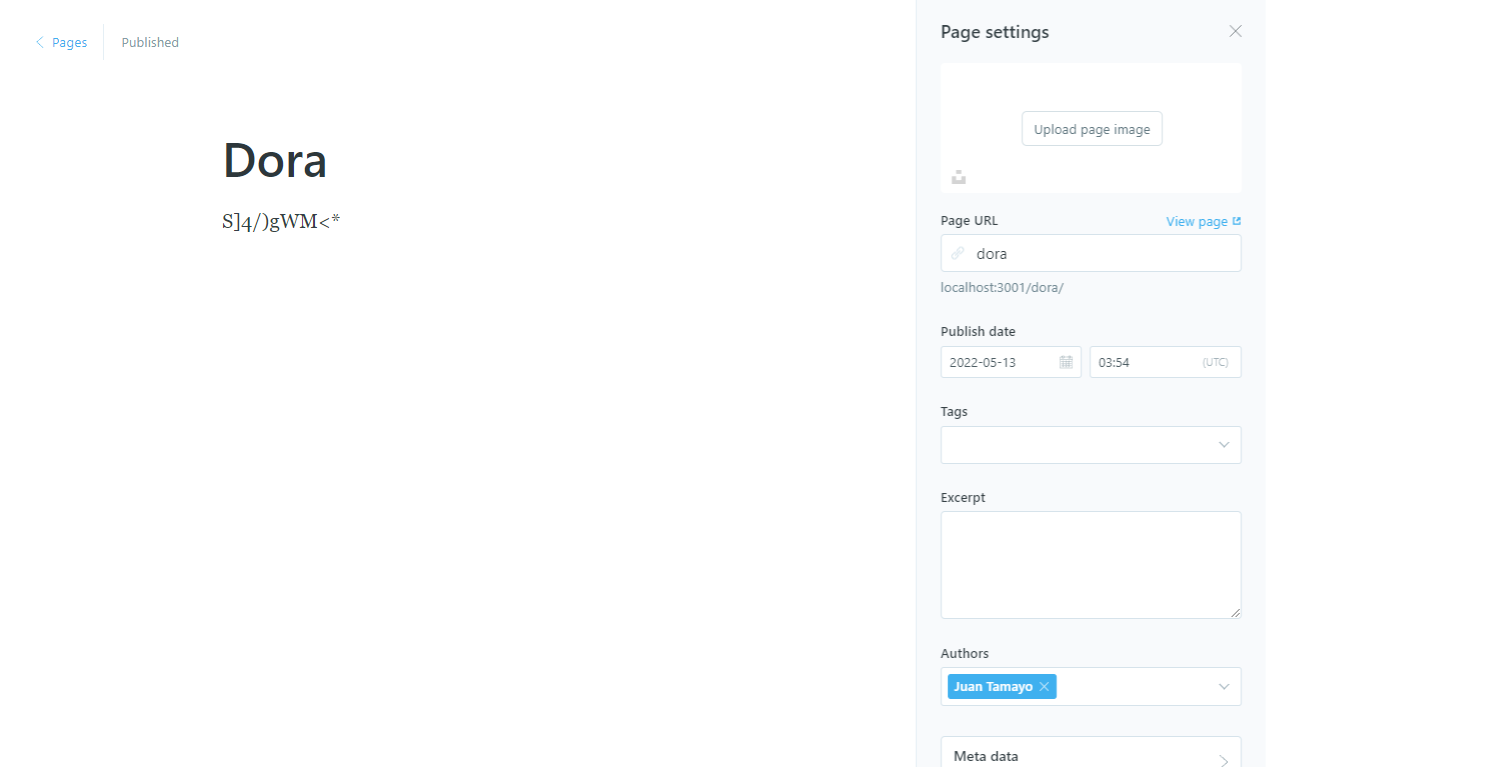 Pages
Published
Dora
S]4/)gWM<*
Page settings
Upload page image
Page URL
View page
dora
localhost:3001/dora/
Publish date
2022-05-13
03:54
(UTC)
Tags
Excerpt
Authors
Juan Tamayo
Meta data